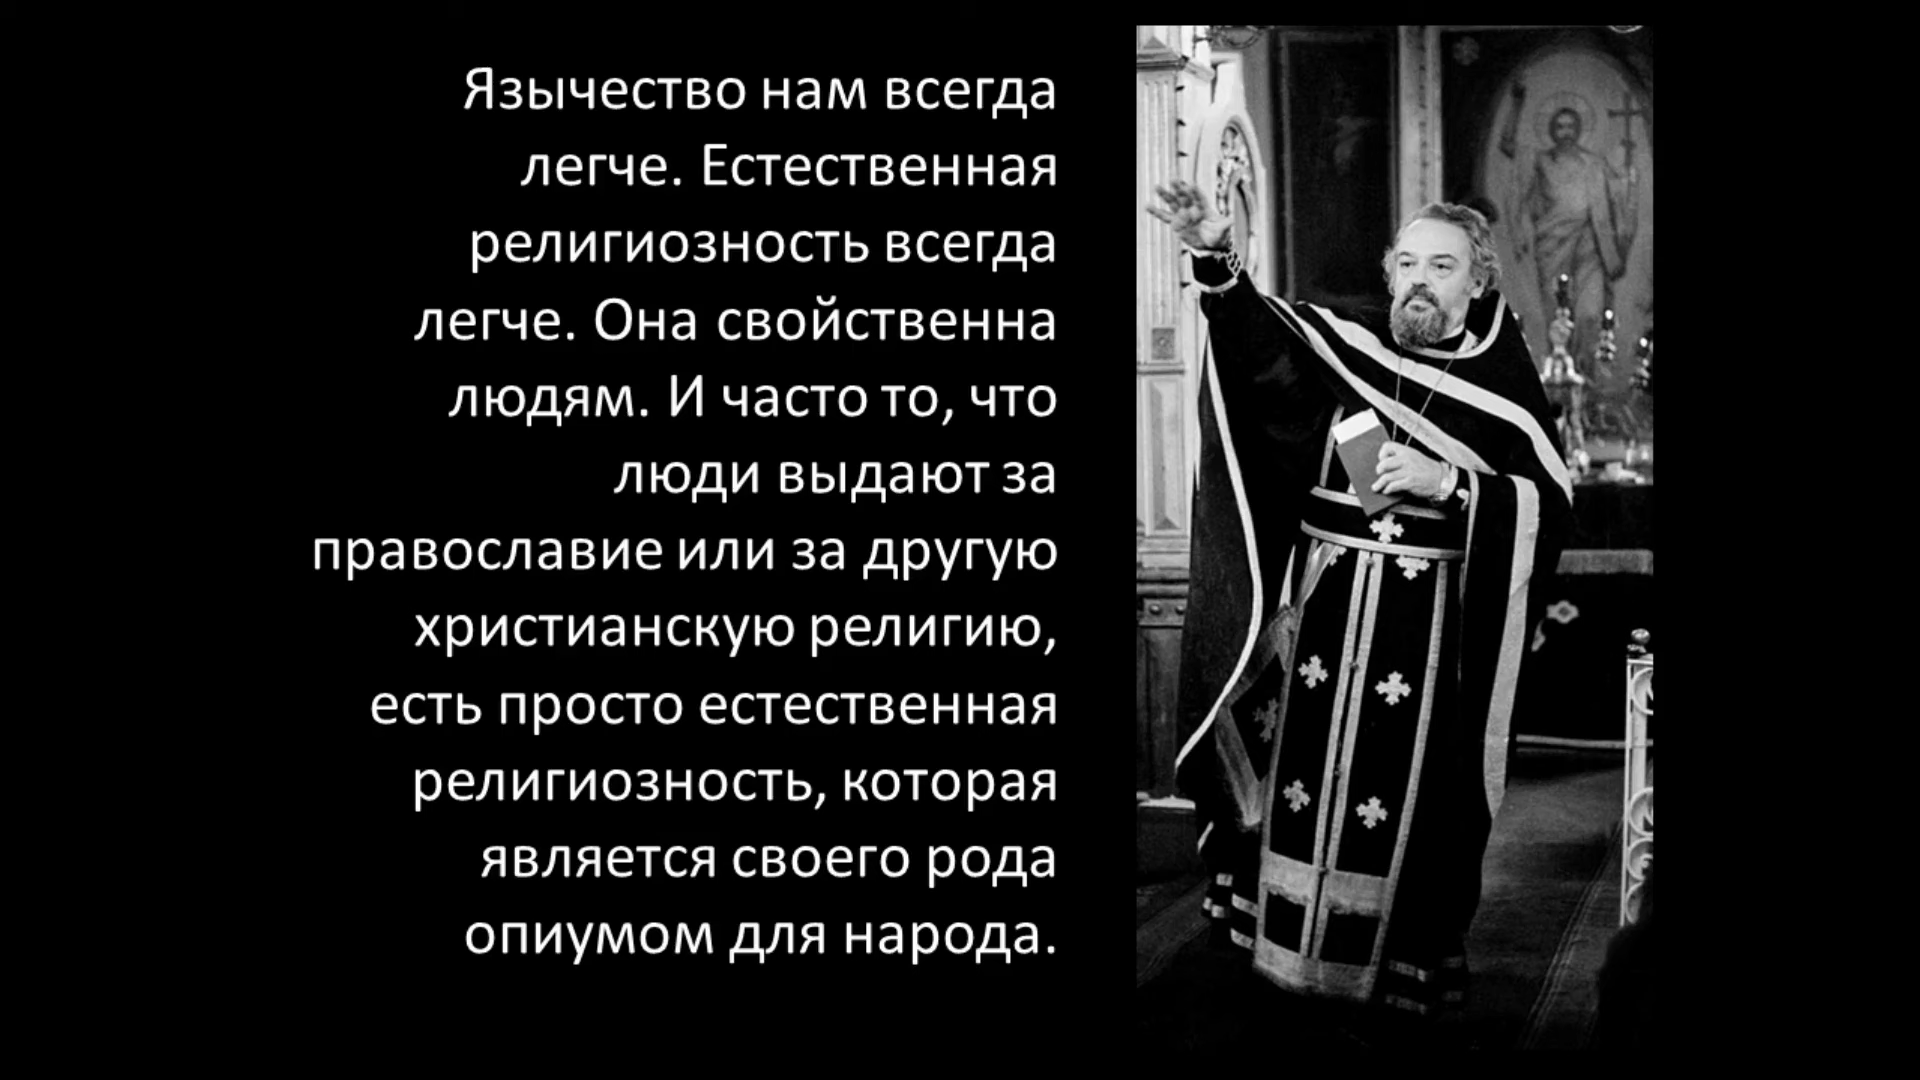 Язычество нам всегда
легче. Естественная
религиозность всегда
легче. Она свойственна
людям. И часто то, что
люди выдают за
православие или за другую
христианскую религию,
есть просто естественная
религиозность, которая
является своего рода
опиумом для народа.